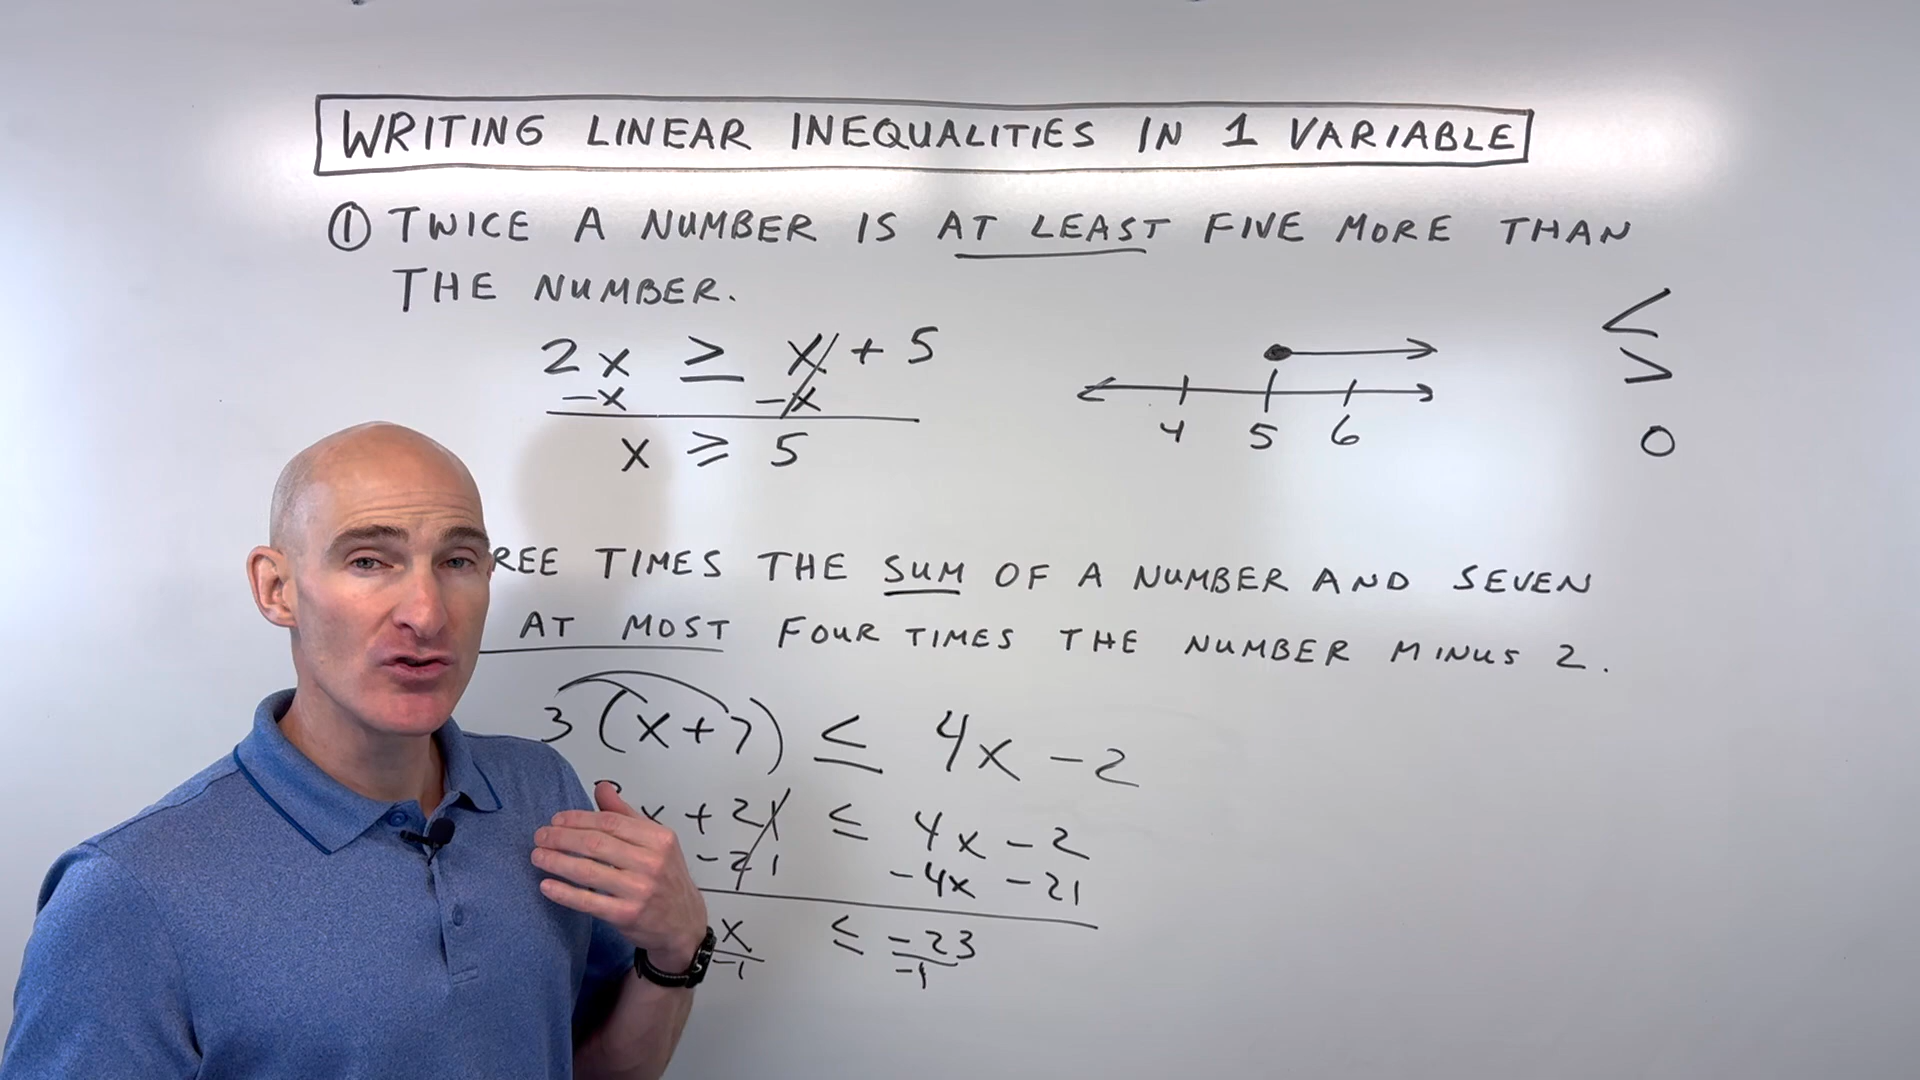 WRITING LINEAR INEQUALITIES IN 1 VARIABLE
① TWICE A NUMBER IS AT LEAST FIVE MORE THAN
THE NUMBER.
2x ≥ x + 5
-x -x
x ≥ 5
4 5 6
<
>
o
REE TIMES THE SUM OF A NUMBER AND SEVEN
AT MOST FOUR TIMES THE NUMBER MINUS 2.
3(x+7) ≤ 4x - 2
x + 21 ≤ 4x - 2
- 21 - 4x - 21
x ≤ -23
-1 -1